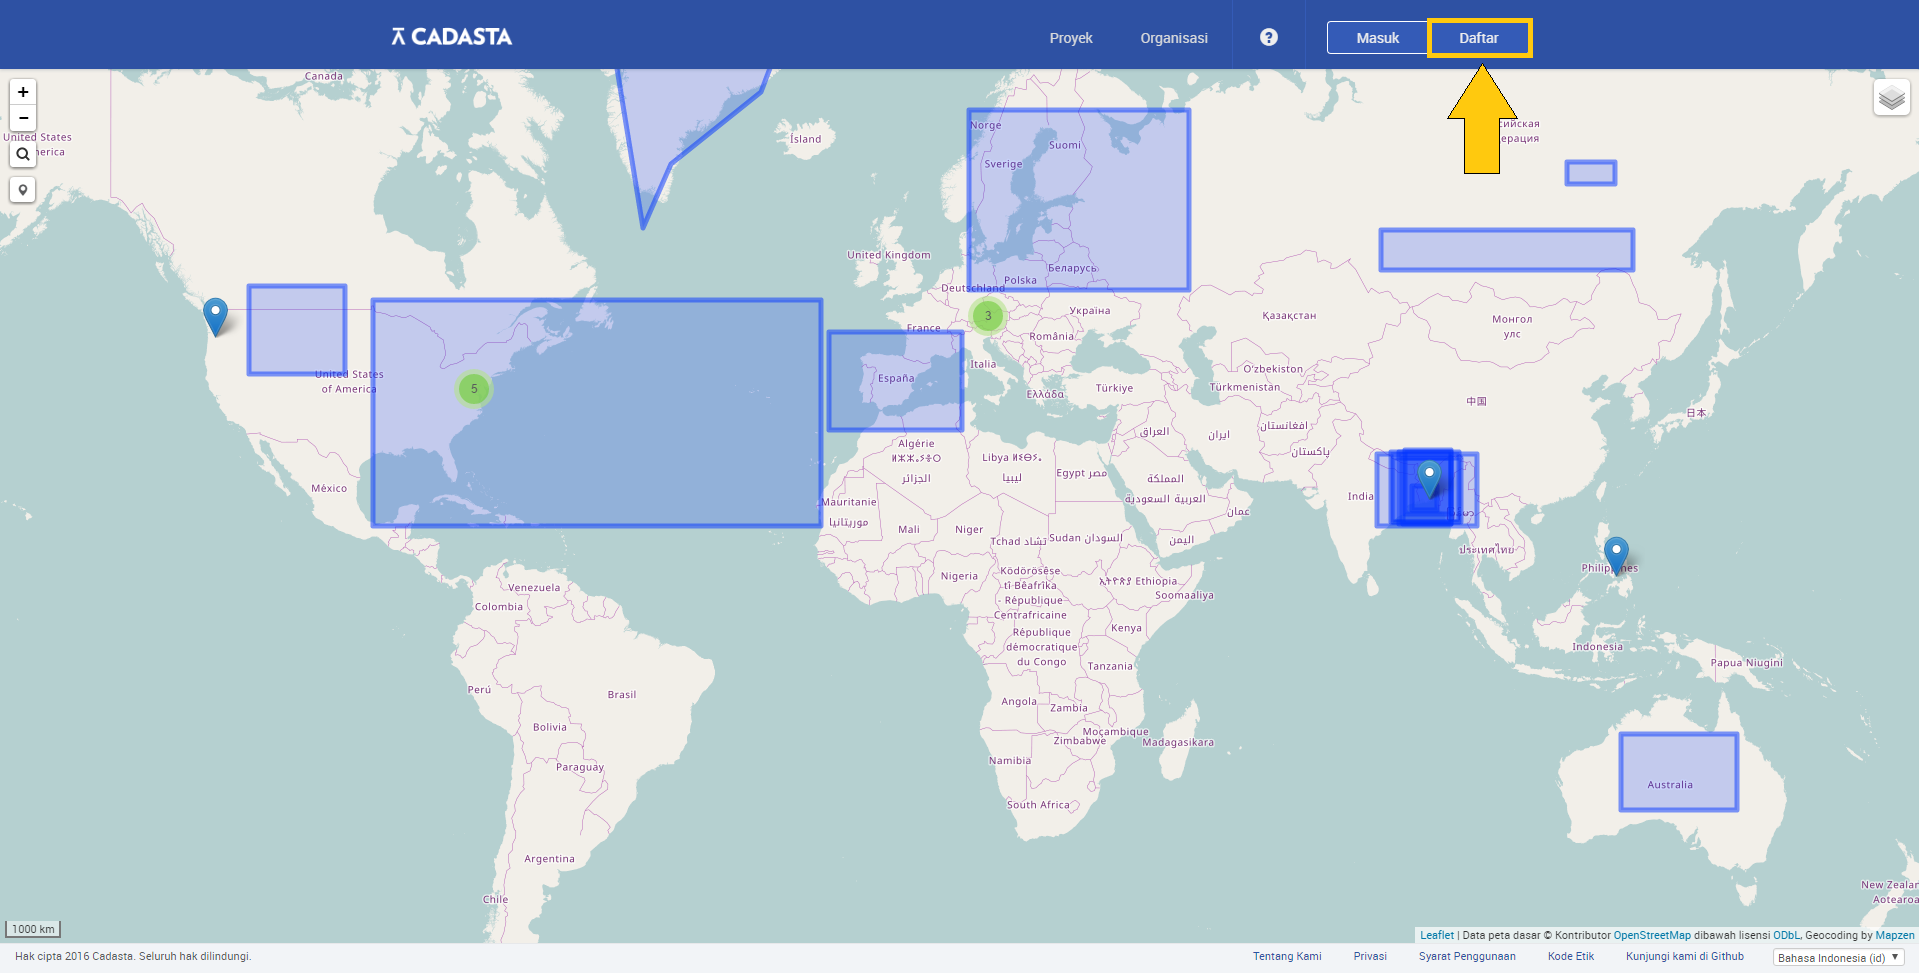 CADASTA
Proyek
Organisasi
?
Masuk
Daftar
+
−
Canada
United States
Ísland
Norge
Suomi
Sverige
United Kingdom
Беларусь
Polska
Deutschland
3
Україна
France
România
Italia
Қазақстан
Монгол
улс
United States
of America
5
España
Türkiye
Ελλάδα
O'zbekiston
Türkmenistan
中国
日本
Algérie
ⵍⵣⵣⴰⵢⴻⵔ
الجزائر
Libya ⵍⵉⴱⵢⴰ
ليبيا
Egypt مصر
العراق
ایران
افغانستان
پاکستان
المملكة
العربية السعودية
عمان
اليمن
México
India
Mauritanie
موريتانيا
Mali
Niger
Tchad تشاد
Sudan السودان
ประเทศไทย
Philippines
Nigeria
Ködörösêse
tî Bêafrîka
- République
Centrafricaine
ኢትዮጵያ Ethiopia
Soomaaliya
Venezuela
Colombia
République
démocratique
du Congo
Kenya
Tanzania
Indonesia
Papua Niugini
Perú
Brasil
Angola
Zambia
Bolivia
Moçambique
Zimbabwe
Madagasikara
Namibia
Paraguay
South Africa
Australia
Argentina
Chile
New Zealan
Aotearoa
1000 km
Leaflet | Data peta dasar © Kontributor OpenStreetMap dibawah lisensi ODbL, Geocoding by Mapzen
Hak cipta 2016 Cadasta. Seluruh hak dilindungi.
Tentang Kami
Privasi
Syarat Penggunaan
Kode Etik
Kunjungi kami di Github
Bahasa Indonesia (id)